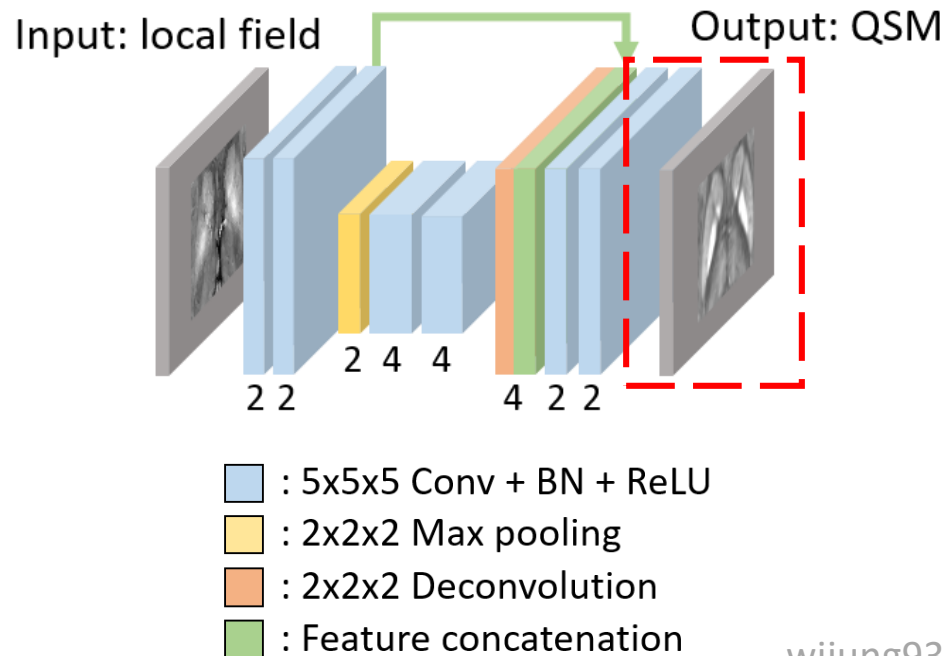 Input: local field
Output: QSM
2 2
2 4 4
4 2 2
: 5x5x5 Conv + BN + ReLU
: 2x2x2 Max pooling
: 2x2x2 Deconvolution
: Feature concatenation